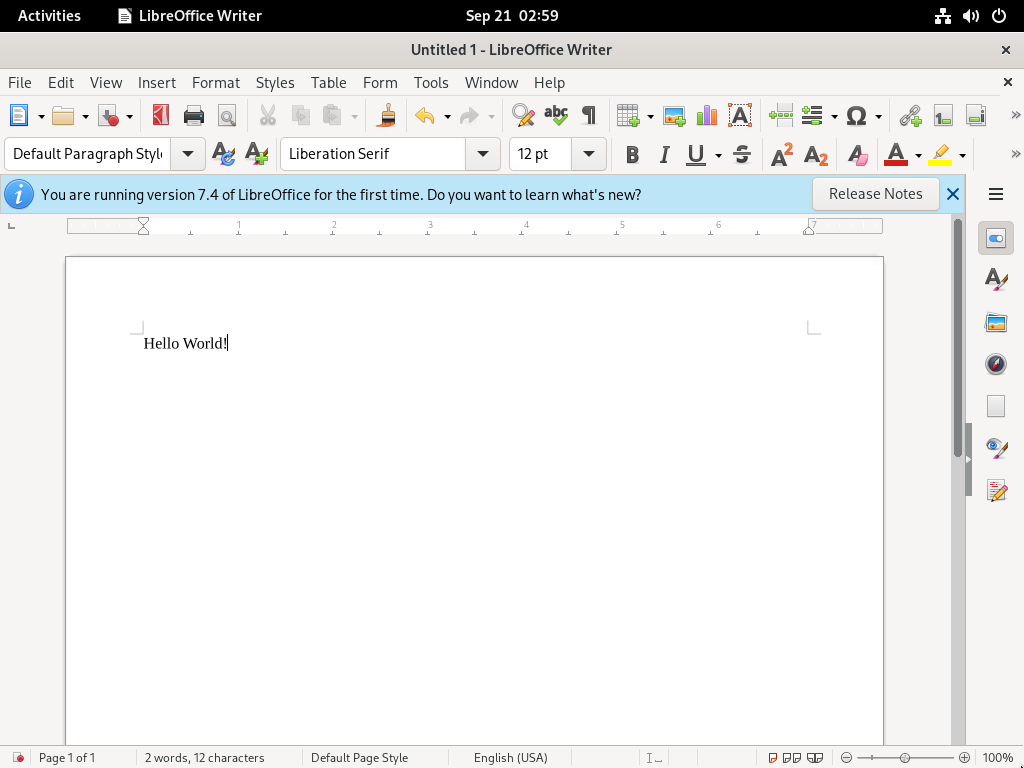 Activities LibreOffice Writer Sep 21 02:59
Untitled 1 - LibreOffice Writer
File Edit View Insert Format Styles Table Form Tools Window Help
Default Paragraph Style Liberation Serif 12 pt
You are running version 7.4 of LibreOffice for the first time. Do you want to learn what's new? Release Notes
1 2 3 4 5 6 7
Hello World!
Page 1 of 1 2 words, 12 characters Default Page Style English (USA) 100%